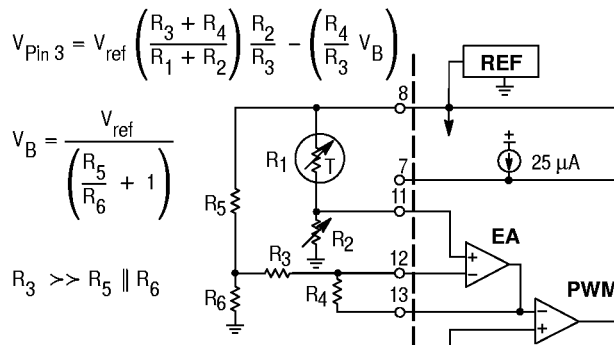 V_Pin 3 = V_ref ( (R_3 + R_4) / (R_1 + R_2) ) R_2 / R_3 – ( R_4 / R_3 V_B )
V_B = V_ref / ( R_5 / R_6 + 1 )
R_3 >> R_5 ∥ R_6
REF
8
R_1
T
25 µA
7
11
R_5
R_2
EA
+
−
R_3
12
R_4
13
R_6
PWM
−
+